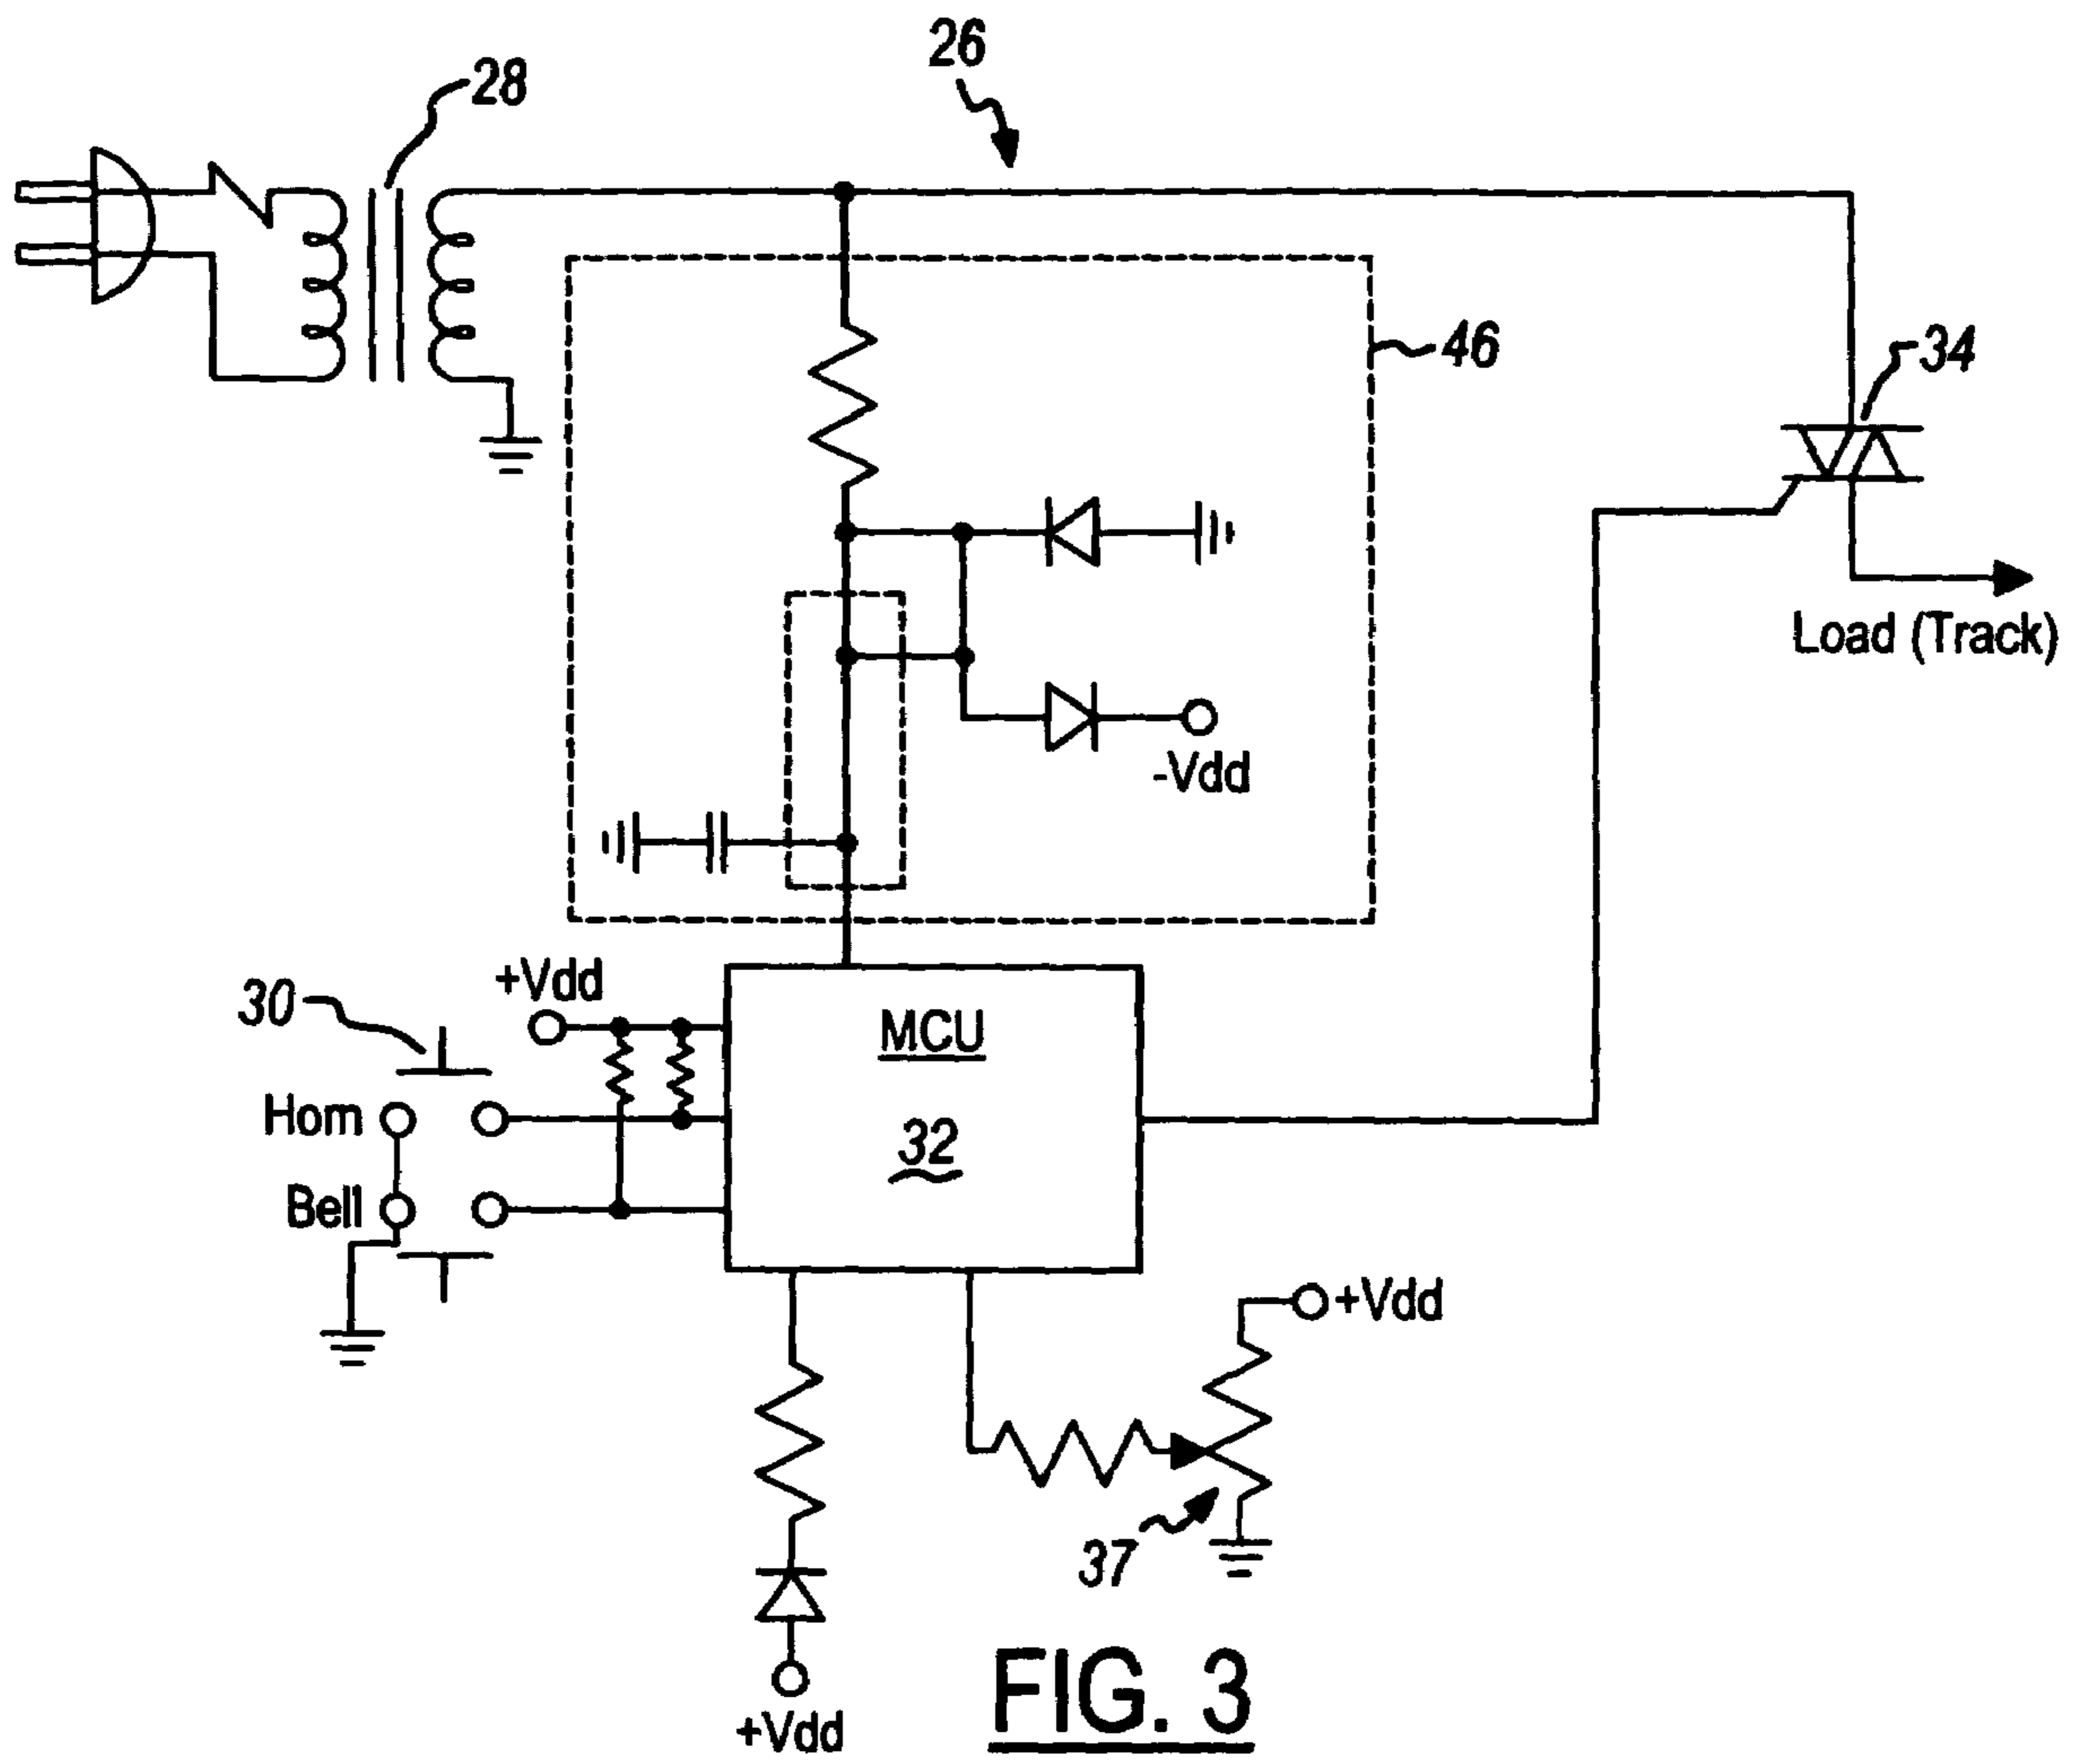 26
28
46
34
Load (Track)
-Vdd
+Vdd
30
MCU
Hom
32
Bell
+Vdd
37
+Vdd
FIG. 3